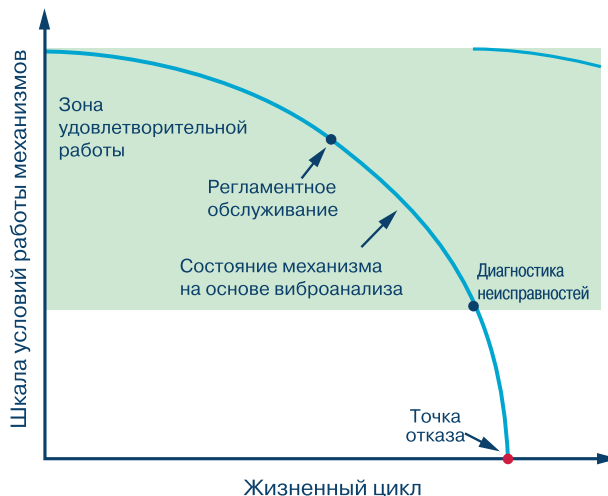 Шкала условий работы механизмов
Зона
удовлетворительной
работы
Регламентное
обслуживание
Состояние механизма
на основе виброанализа
Диагностика
неисправностей
Точка
отказа
Жизненный цикл